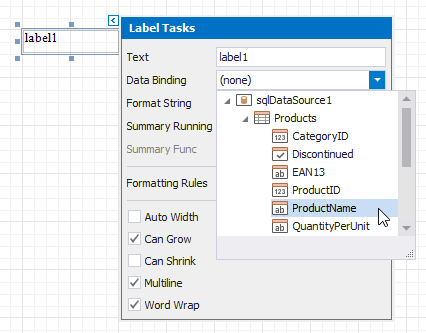 label1
Label Tasks
Text label1
Data Binding (none)
Format String
Summary Running
Summary Func
Formatting Rules
sqlDataSource1
Products
123 CategoryID
Discontinued
ab EAN13
123 ProductID
ab ProductName
ab QuantityPerUnit
Auto Width
Can Grow
Can Shrink
Multiline
Word Wrap